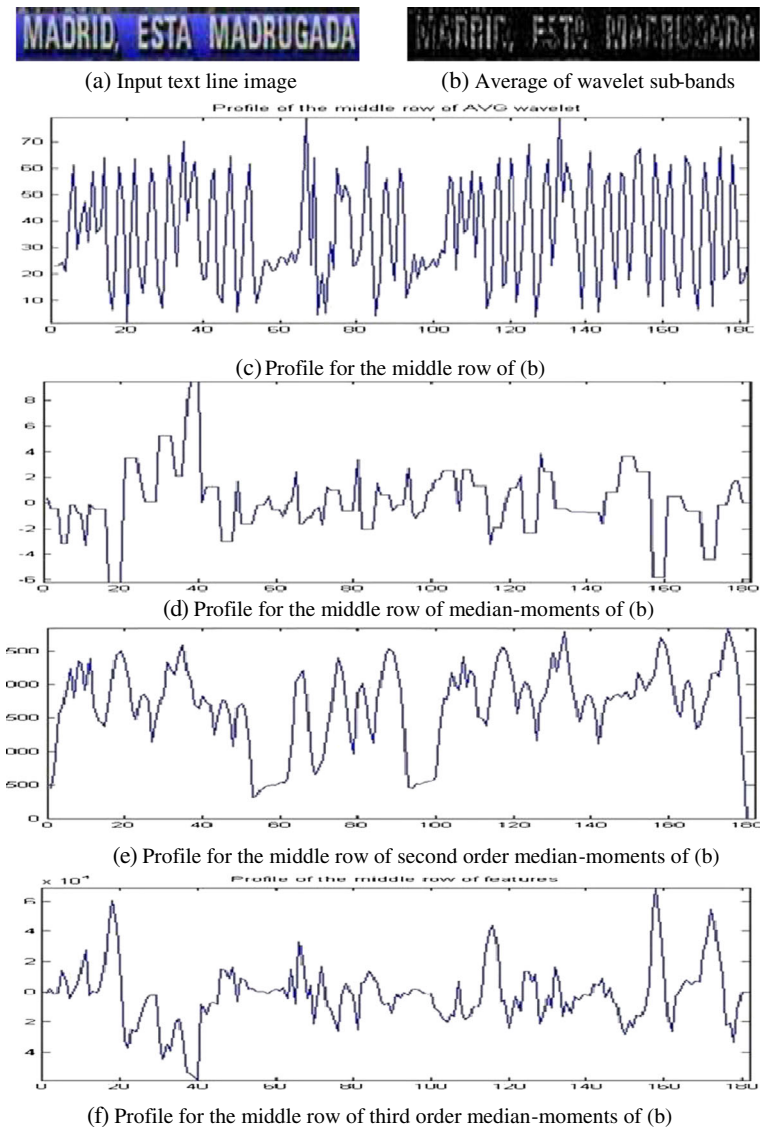 MADRID, ESTA MADRUGADA MADRID, ESTA MADRUGADA
(a) Input text line image (b) Average of wavelet sub-bands
Profile of the middle row of AVG wavelet
70
60
50
40
30
20
10
0 20 40 60 80 100 120 140 160 180
(c) Profile for the middle row of (b)
8
6
4
2
0
-2
-4
-6
0 20 40 60 80 100 120 140 160 180
(d) Profile for the middle row of median-moments of (b)
500
000
500
000
500
0
0 20 40 60 80 100 120 140 160 180
(e) Profile for the middle row of second order median-moments of (b)
Profile of the middle row of features
6
4
2
0
2
4
0 20 40 60 80 100 120 140 160 180
(f) Profile for the middle row of third order median-moments of (b)